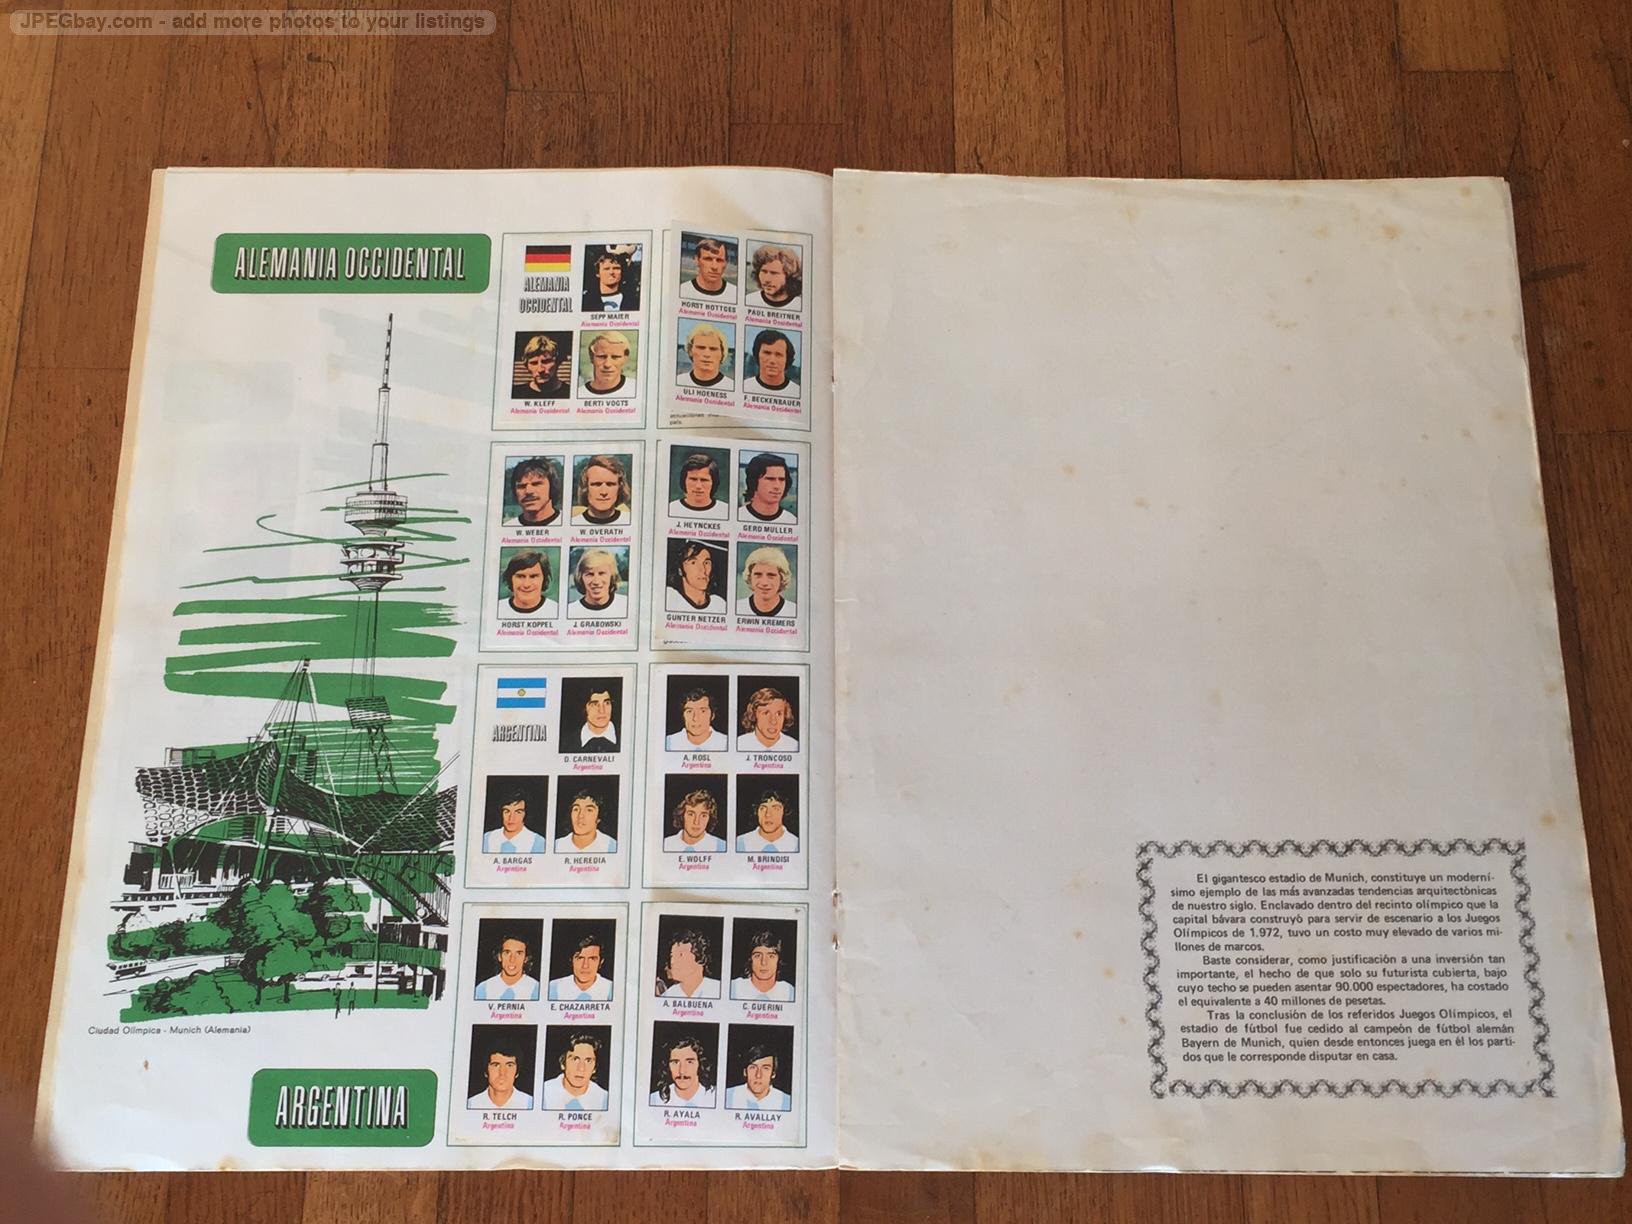 JPEGbay.com - add more photos to your listings
ALEMANIA OCCIDENTAL
ALEMANIA
OCCIDENTAL
SEPP MAIER
Alemania Occidental
W. KLEFF
Alemania Occidental
BERTI VOGTS
Alemania Occidental
HORST HOTTGES
Alemania Occidental
PAUL BREITNER
Alemania Occidental
ULI HOENESS
Alemania Occidental
F. BECKENBAUER
Alemania Occidental
país.
W. WEBER
Alemania Occidental
W. OVERATH
Alemania Occidental
HORST KOPPEL
Alemania Occidental
J. GRABOWSKI
Alemania Occidental
J. HEYNCKES
Alemania Occidental
GERD MULLER
Alemania Occidental
GUNTER NETZER
Alemania Occidental
ERWIN KREMERS
Alemania Occidental
ARGENTINA
D. CARNEVALI
Argentina
A. BARGAS
Argentina
R. HEREDIA
Argentina
A. ROSL
Argentina
J. TRONCOSO
Argentina
E. WOLFF
Argentina
M. BRINDISI
Argentina
V. PERNIA
Argentina
E. CHAZARRETA
Argentina
R. TELCH
Argentina
R. PONCE
Argentina
A. BALBUENA
Argentina
C. GUERINI
Argentina
R. AYALA
Argentina
R. AVALLAY
Argentina
Ciudad Olímpica - Munich (Alemania)
ARGENTINA
El gigantesco estadio de Munich, constituye un moderní-
simo ejemplo de las más avanzadas tendencias arquitectònicas
de nuestro siglo. Enclavado dentro del recinto olímpico que la
capital bávara construyó para servir de escenario a los Juegos
Olímpicos de 1.972, tuvo un costo muy elevado de varios mi-
llones de marcos.
Baste considerar, como justificación a una inversión tan
importante, el hecho de que solo su futurista cubierta, bajo
cuyo techo se pueden asentar 90.000 espectadores, ha costado
el equivalente a 40 millones de pesetas.
Tras la conclusión de los referidos Juegos Olímpicos, el
estadio de fútbol fue cedido al campeón de fútbol alemán
Bayern de Munich, quien desde entonces juega en él los parti-
dos que le corresponde disputar en casa.